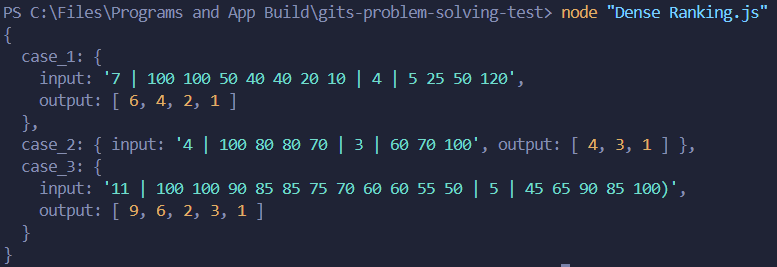 PS C:\Files\Programs and App Build\gits-problem-solving-test> node "Dense Ranking.js"
{
  case_1: {
    input: '7 | 100 100 50 40 40 20 10 | 4 | 5 25 50 120',
    output: [ 6, 4, 2, 1 ]
  },
  case_2: { input: '4 | 100 80 80 70 | 3 | 60 70 100', output: [ 4, 3, 1 ] },
  case_3: {
    input: '11 | 100 100 90 85 85 75 70 60 60 55 50 | 5 | 45 65 90 85 100)',
    output: [ 9, 6, 2, 3, 1 ]
  }
}